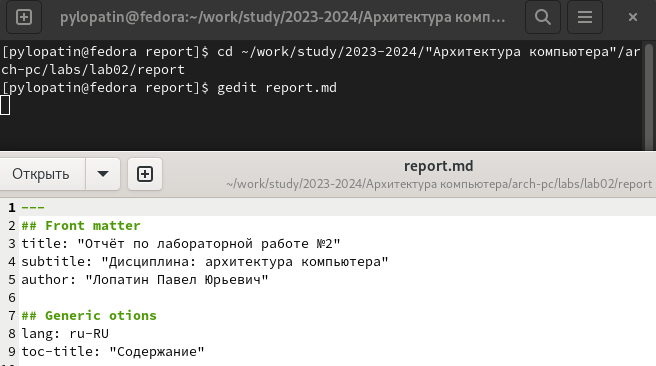 pylopatin@fedora:~/work/study/2023-2024/Архитектура комп...
[pylopatin@fedora report]$ cd ~/work/study/2023-2024/"Архитектура компьютера"/ar
ch-pc/labs/lab02/report
[pylopatin@fedora report]$ gedit report.md
Открыть
report.md
~/work/study/2023-2024/Архитектура компьютера/arch-pc/labs/lab02/report
1 ---
2 ## Front matter
3 title: "Отчёт по лабораторной работе №2"
4 subtitle: "Дисциплина: архитектура компьютера"
5 author: "Лопатин Павел Юрьевич"
6
7 ## Generic otions
8 lang: ru-RU
9 toc-title: "Содержание"